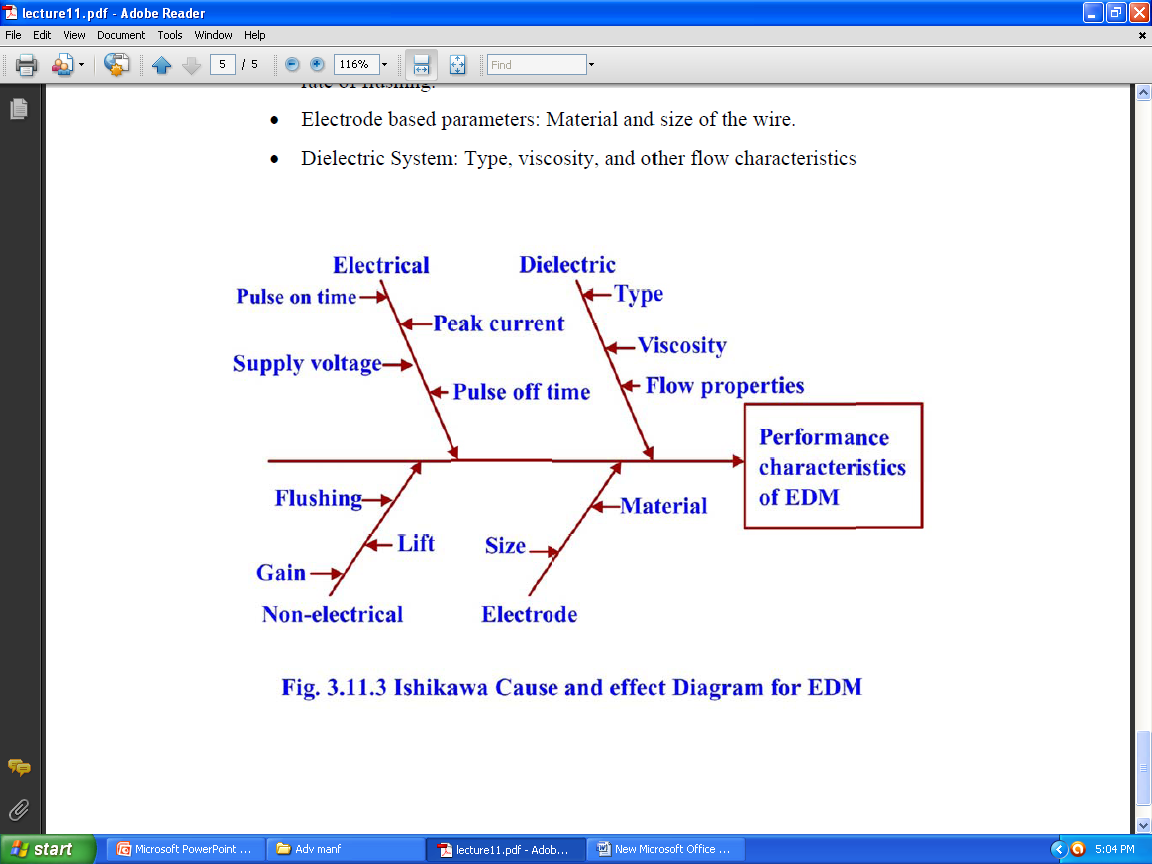 lecture11.pdf - Adobe Reader
File Edit View Document Tools Window Help
5 / 5 116% Find
rate of flushing.
• Electrode based parameters: Material and size of the wire.
• Dielectric System: Type, viscosity, and other flow characteristics
Electrical
Dielectric
Pulse on time
Type
Peak current
Viscosity
Supply voltage
Flow properties
Pulse off time
Performance
characteristics
of EDM
Flushing
Material
Lift
Size
Gain
Non-electrical
Electrode
Fig. 3.11.3 Ishikawa Cause and effect Diagram for EDM
start
Microsoft PowerPoint ...
Adv manf
lecture11.pdf - Adob...
New Microsoft Office ...
5:04 PM